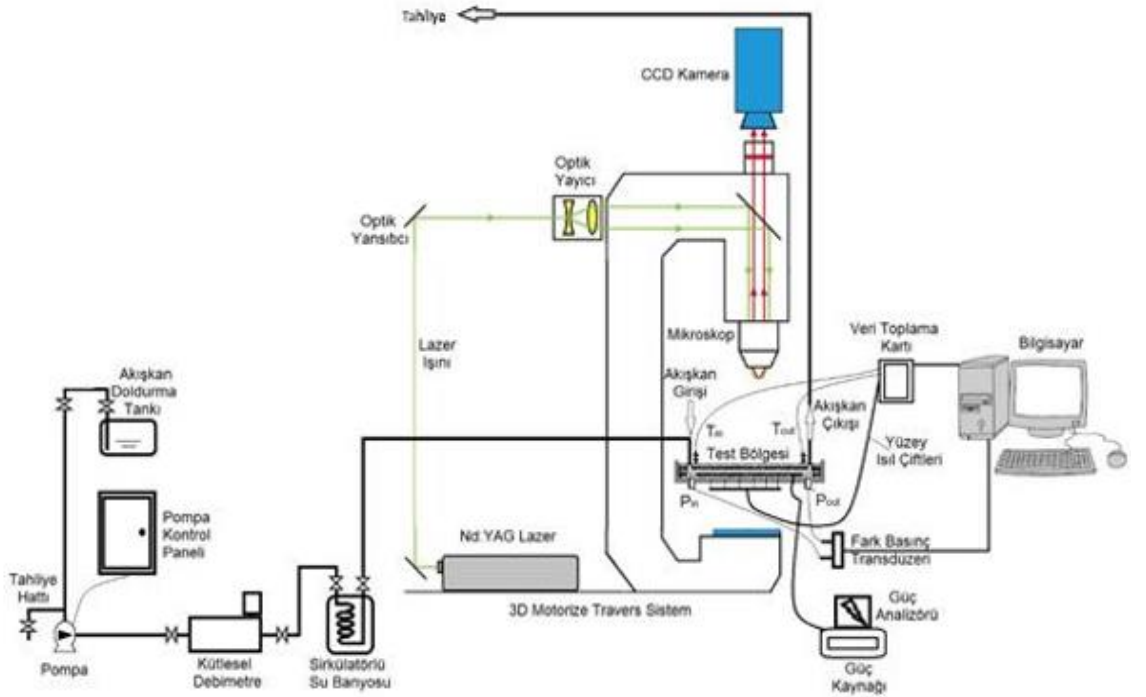 Tahliye
CCD Kamera
Optik
Yayıcı
Optik
Yansıtıcı
Lazer
Işını
Mikroskop
Veri Toplama
Kartı
Bilgisayar
Akışkan
Girişi
Akışkan
Çıkışı
Tin
Tout
Test Bölgesi
Yüzey
Isıl Çiftleri
Pin
Pout
Fark Basınç
Transdüzeri
Akışkan
Doldurma
Tankı
Pompa
Kontrol
Paneli
Nd:YAG Lazer
3D Motorize Travers Sistem
Güç
Analizörü
Güç
Kaynağı
Tahliye
Hattı
Pompa
Kütlesel
Debimetre
Sirkülatörlü
Su Banyosu